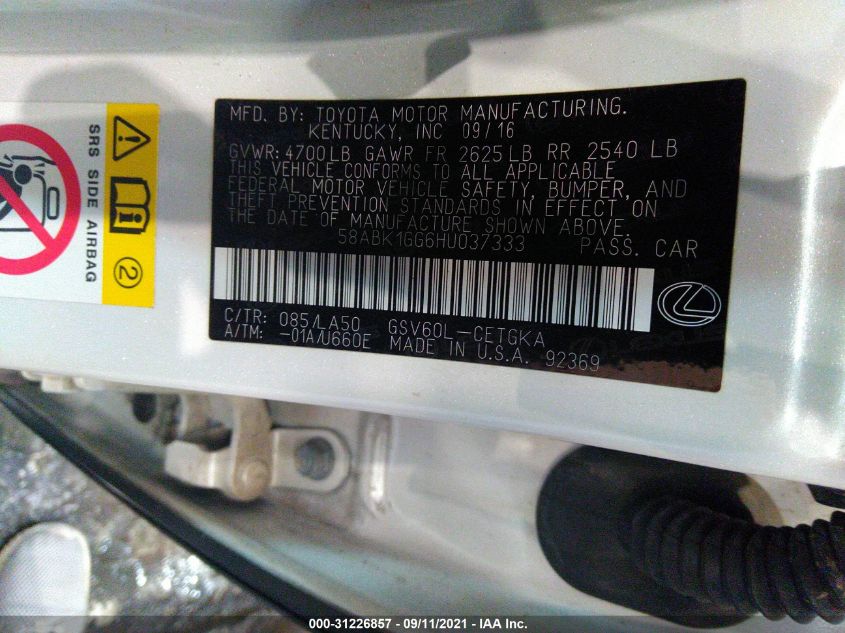 MFD. BY: TOYOTA MOTOR MANUFACTURING.
KENTUCKY, INC 09/16
GVWR: 4700LB GAWR FR 2625LB RR 2540 LB
THIS VEHICLE CONFORMS TO ALL APPLICABLE
FEDERAL MOTOR VEHICLE SAFETY, BUMPER, AND
THEFT PREVENTION STANDARDS IN EFFECT ON
THE DATE OF MANUFACTURE SHOWN ABOVE.
58ABK1GG6HU037333 PASS. CAR
C/TR: 085/LA50 GSV60L-CETGKA
A/TM: -01A/U660E MADE IN U.S.A. 92369
SRS SIDE AIRBAG
2
000-31226857 - 09/11/2021 - IAA Inc.